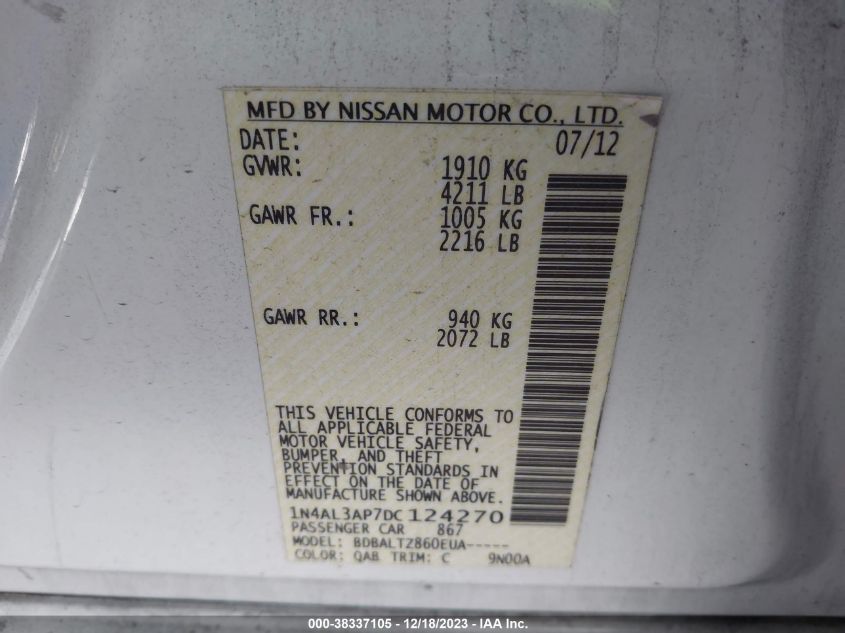 MFD BY NISSAN MOTOR CO., LTD.
DATE: 07/12
GVWR: 1910 KG
4211 LB
GAWR FR.: 1005 KG
2216 LB
GAWR RR.: 940 KG
2072 LB
THIS VEHICLE CONFORMS TO
ALL APPLICABLE FEDERAL
MOTOR VEHICLE SAFETY,
BUMPER, AND THEFT
PREVENTION STANDARDS IN
EFFECT ON THE DATE OF
MANUFACTURE SHOWN ABOVE.
1N4AL3AP7DC124270
PASSENGER CAR 867
MODEL: BDBALTZ860EUA-----
COLOR: QAB TRIM: C 9N00A
000-38337105 - 12/18/2023 - IAA Inc.